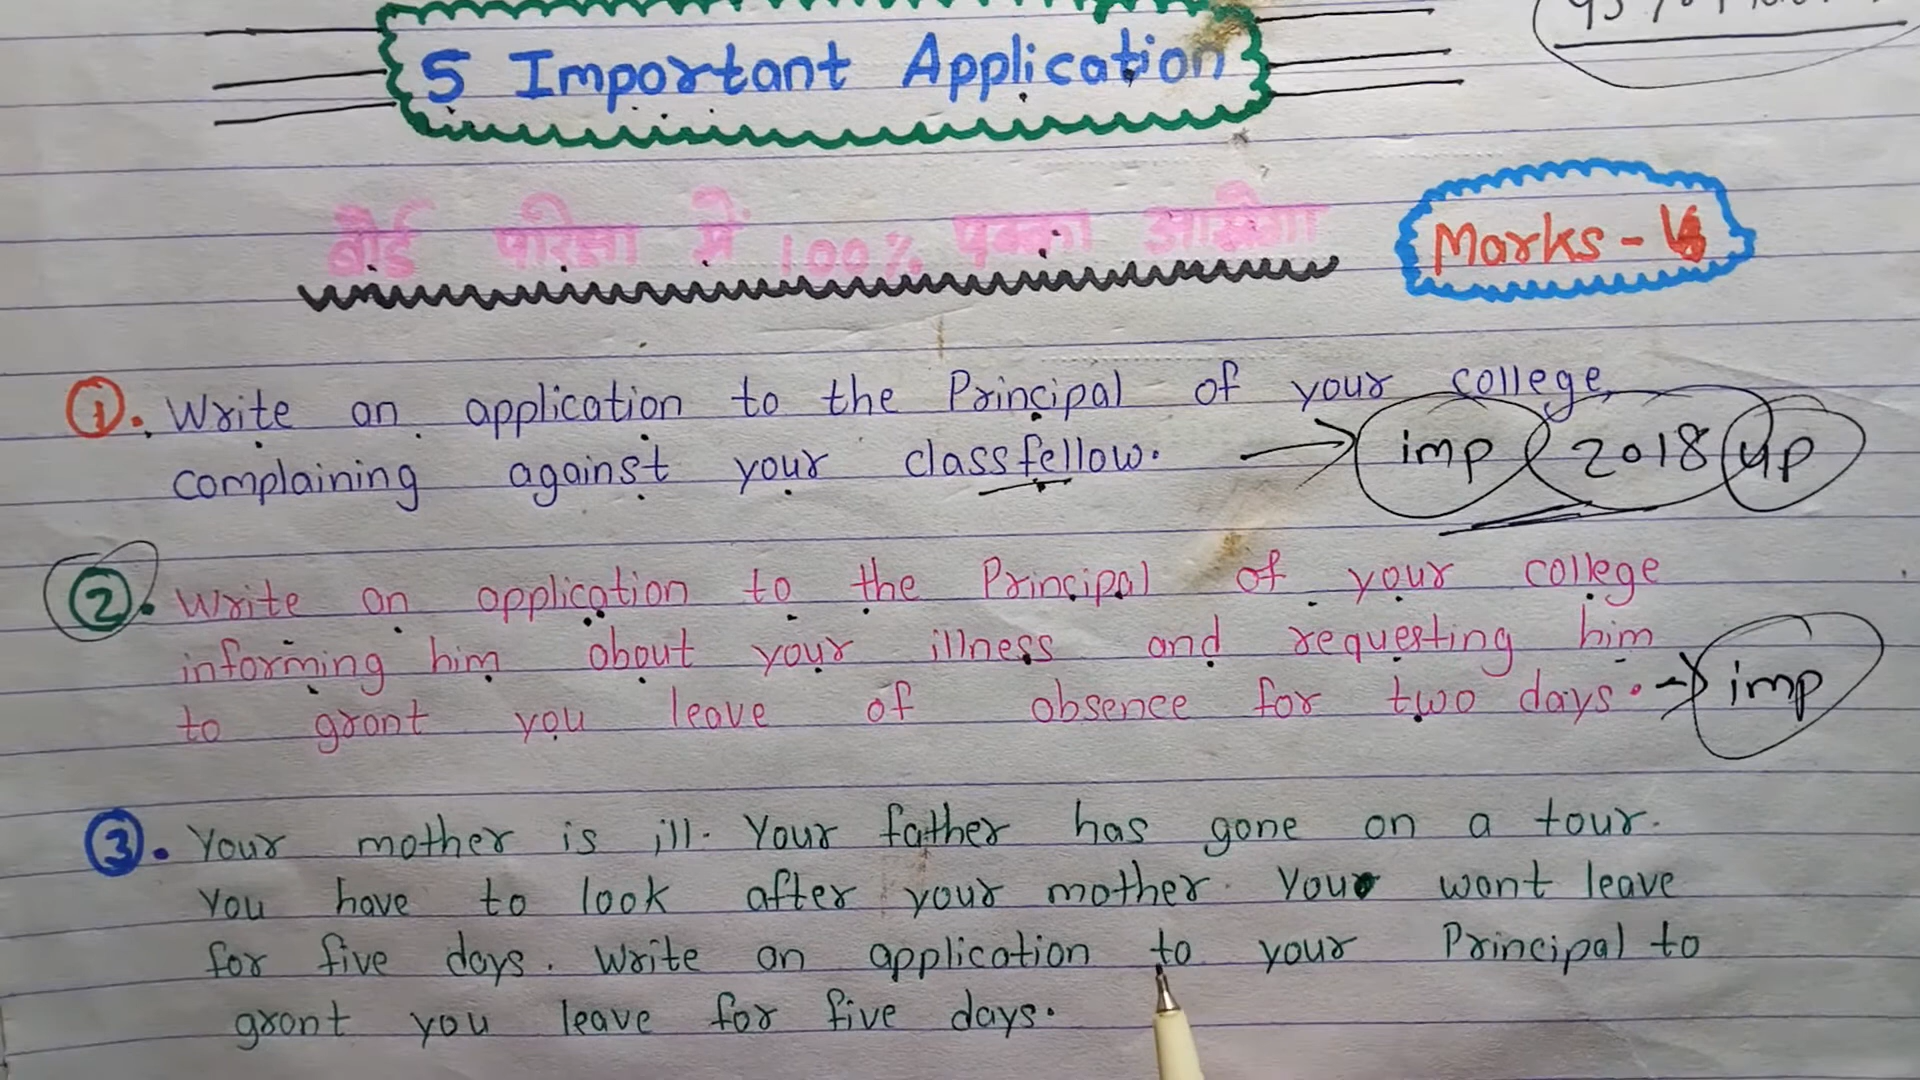 5 Important Application
बोर्ड परिक्षा में 100% पक्का आयेगा
Marks -
1. Write an application to the Principal of your college,
complaining against your classfellow. → imp 2018 up
2. Write an application to the Principal of your college
informing him about your illness and requesting him
to grant you leave of absence for two days. → imp
3. Your mother is ill. Your father has gone on a tour.
You have to look after your mother. You want leave
for five days. Write an application to your Principal to
grant you leave for five days.